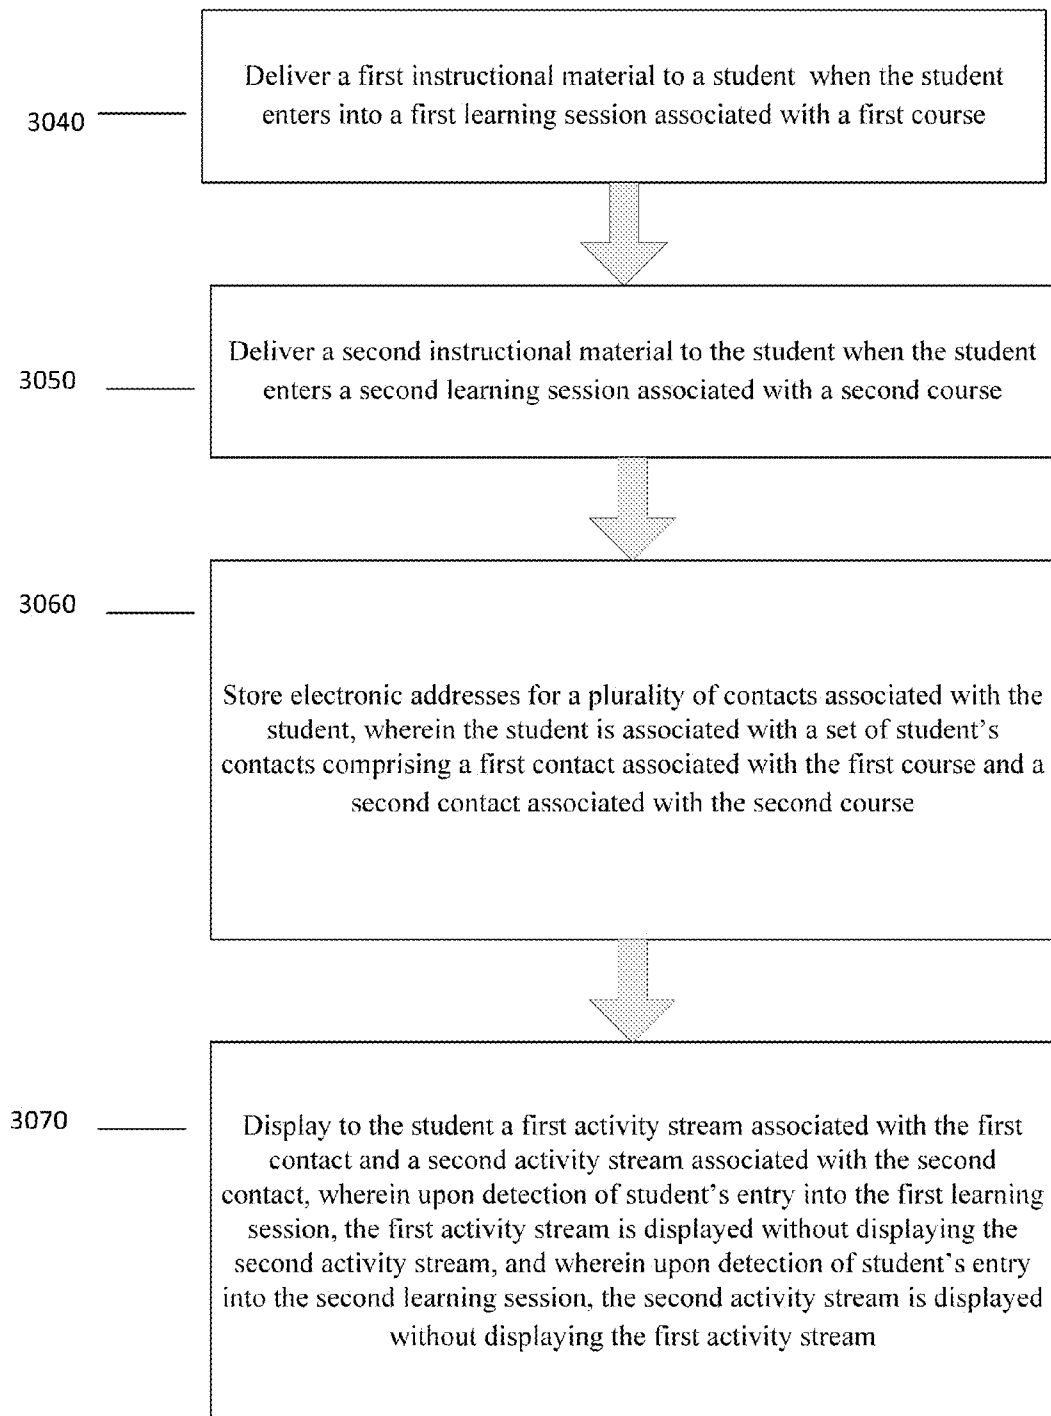 Deliver a first instructional material to a student when the student
enters into a first learning session associated with a first course
3040
Deliver a second instructional material to the student when the student
enters a second learning session associated with a second course
3050
3060
Store electronic addresses for a plurality of contacts associated with the
student, wherein the student is associated with a set of student's
contacts comprising a first contact associated with the first course and a
second contact associated with the second course
3070
Display to the student a first activity stream associated with the first
contact and a second activity stream associated with the second
contact, wherein upon detection of student's entry into the first learning
session, the first activity stream is displayed without displaying the
second activity stream, and wherein upon detection of student's entry
into the second learning session, the second activity stream is displayed
without displaying the first activity stream